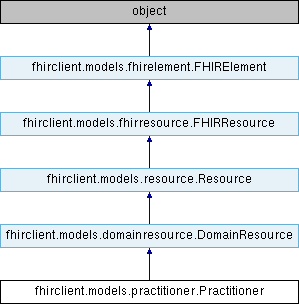 object
fhirclient.models.fhirelement.FHIRElement
fhirclient.models.fhirresource.FHIRResource
fhirclient.models.resource.Resource
fhirclient.models.domainresource.DomainResource
fhirclient.models.practitioner.Practitioner